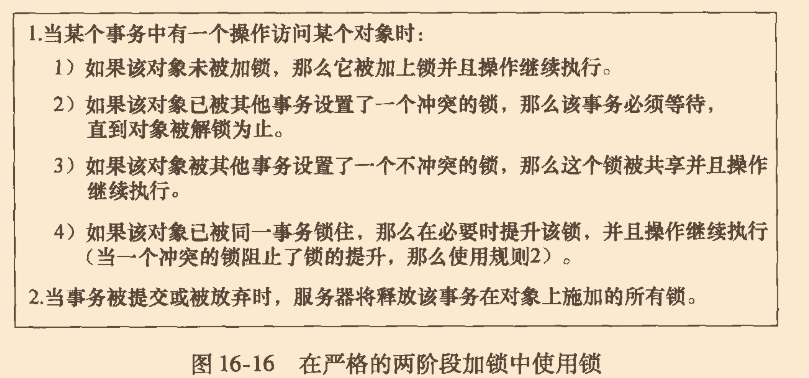 1.当某个事务中有一个操作访问某个对象时：
1）如果该对象未被加锁，那么它被加上锁并且操作继续执行。
2）如果该对象已被其他事务设置了一个冲突的锁，那么该事务必须等待，
直到对象被解锁为止。
3）如果该对象被其他事务设置了一个不冲突的锁，那么这个锁被共享并且操作
继续执行。
4）如果该对象已被同一事务锁住，那么在必要时提升该锁，并且操作继续执行
（当一个冲突的锁阻止了锁的提升，那么使用规则2）。
2.当事务被提交或被放弃时，服务器将释放该事务在对象上施加的所有锁。
图 16-16 在严格的两阶段加锁中使用锁